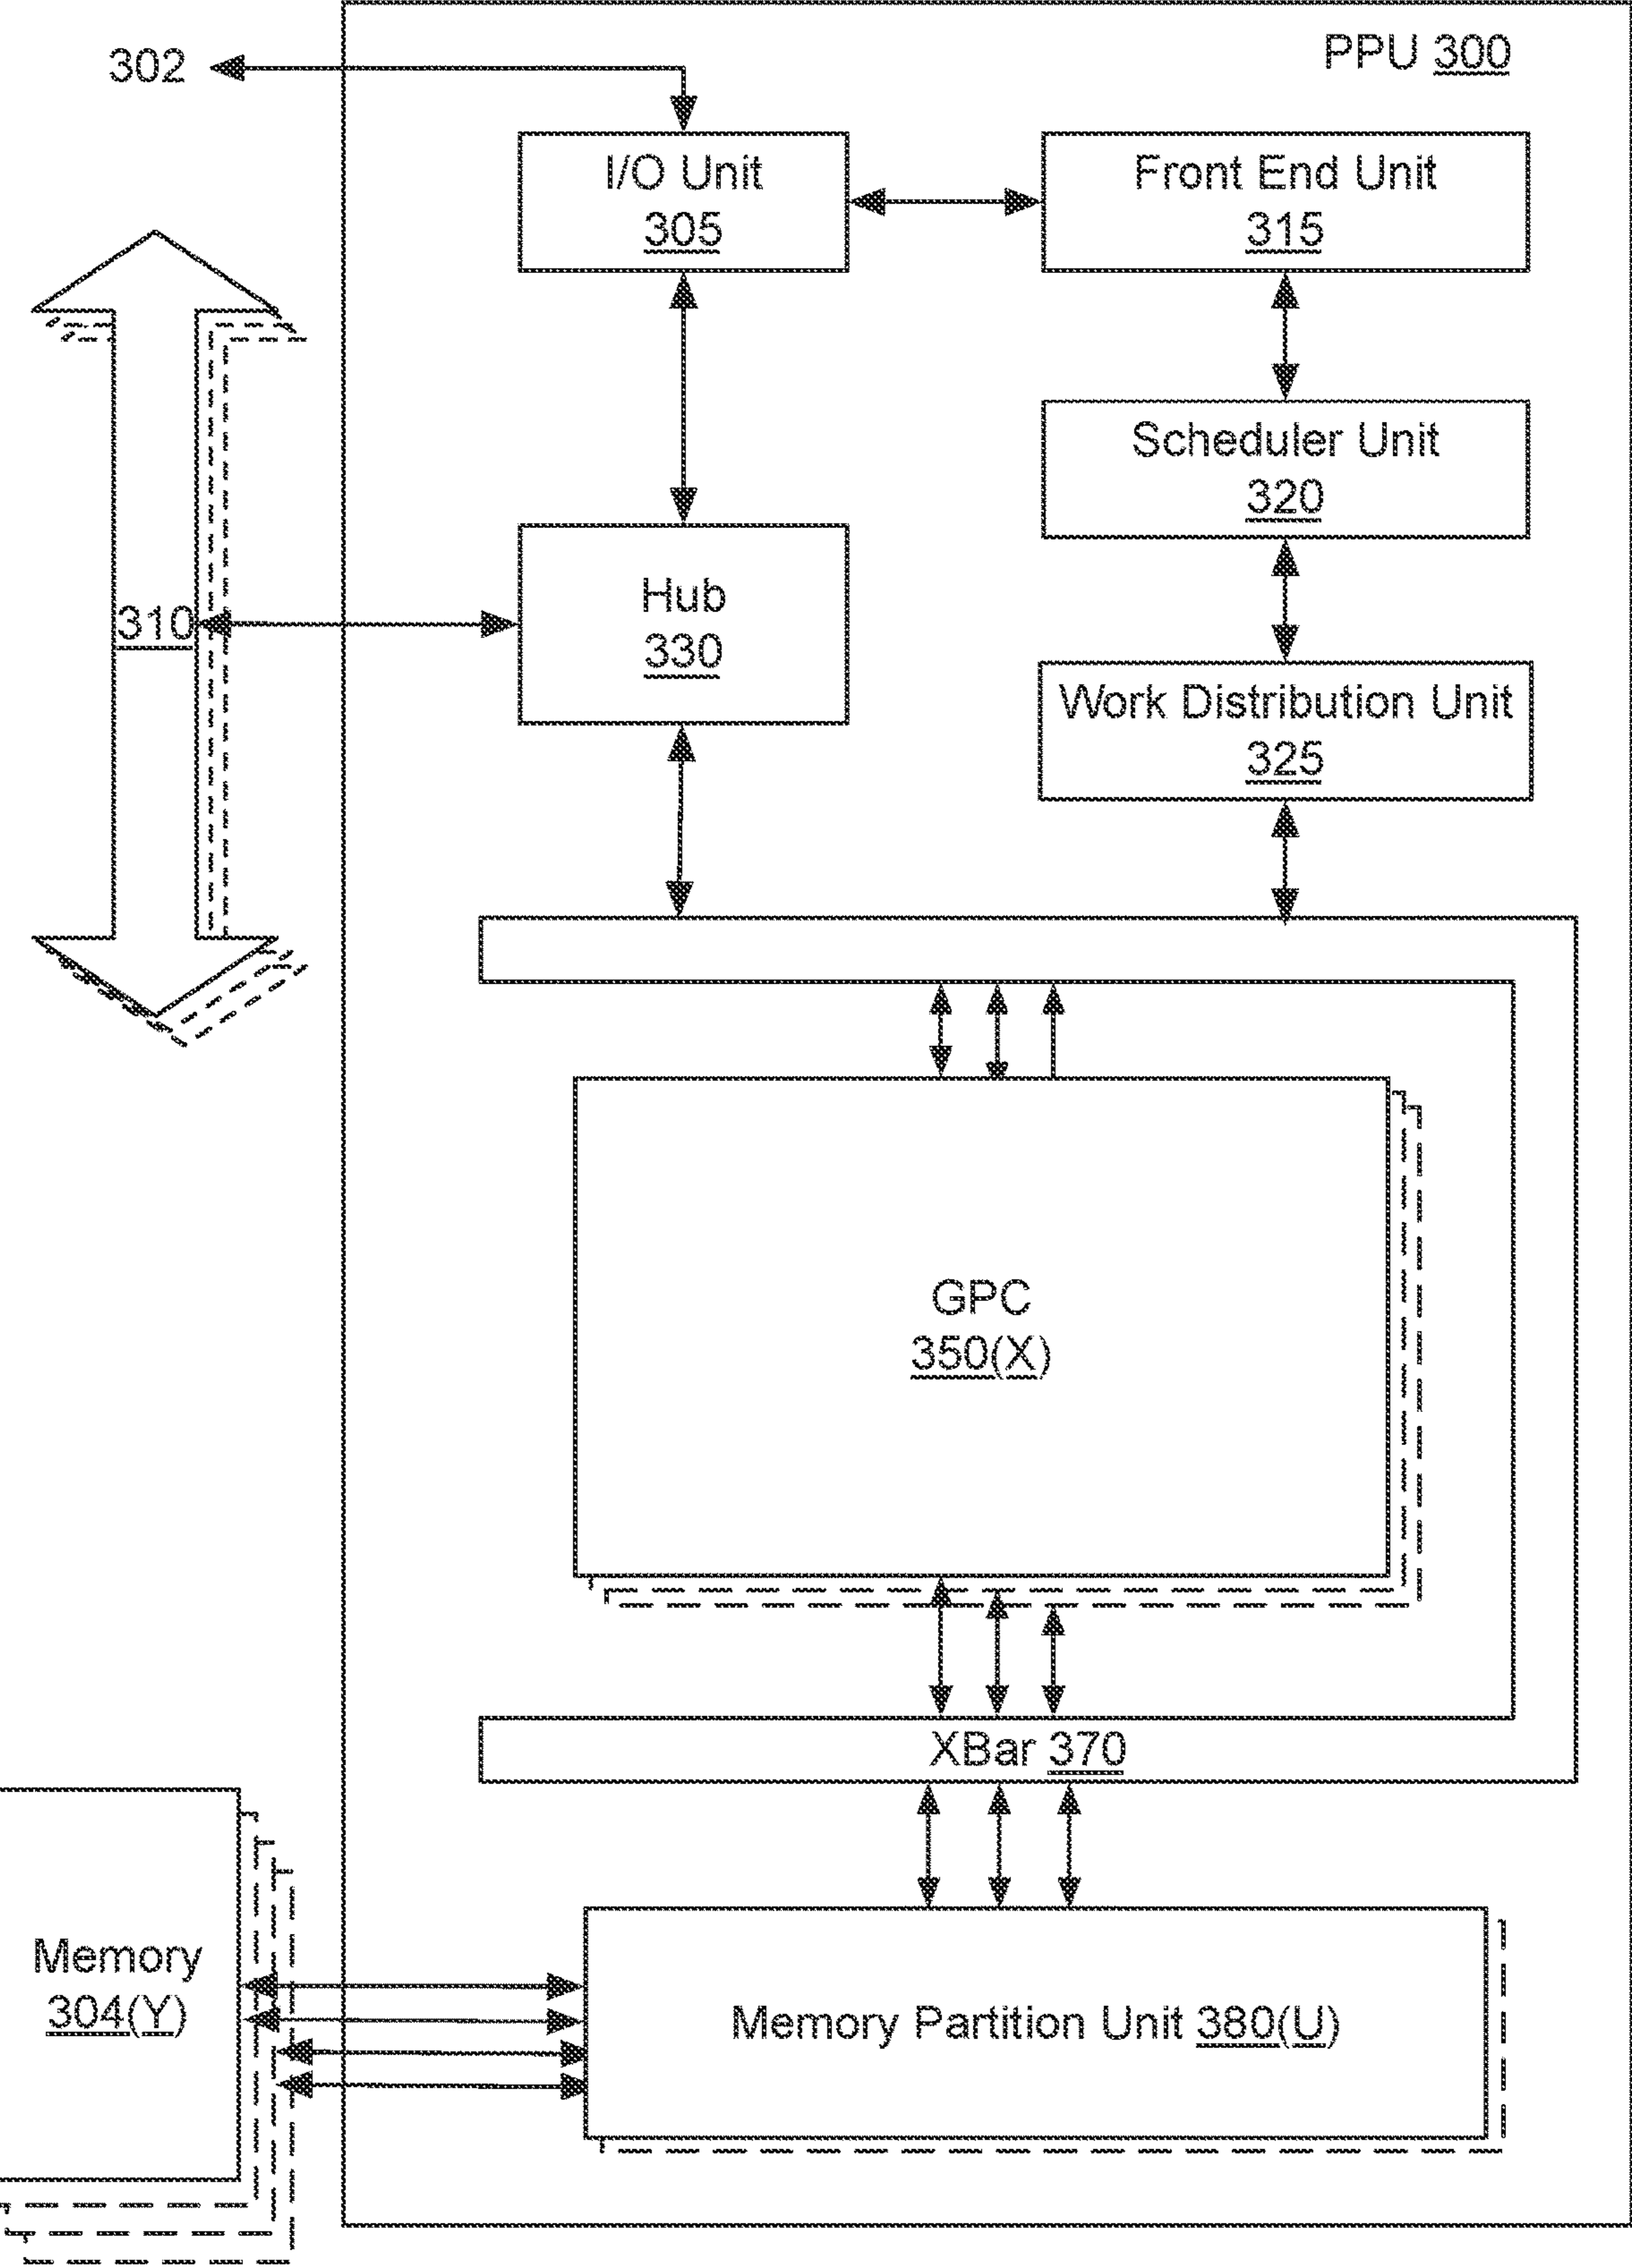 PPU 300
302
I/O Unit
305
Front End Unit
315
Scheduler Unit
320
310
Hub
330
Work Distribution Unit
325
GPC
350(X)
XBar 370
Memory
304(Y)
Memory Partition Unit 380(U)